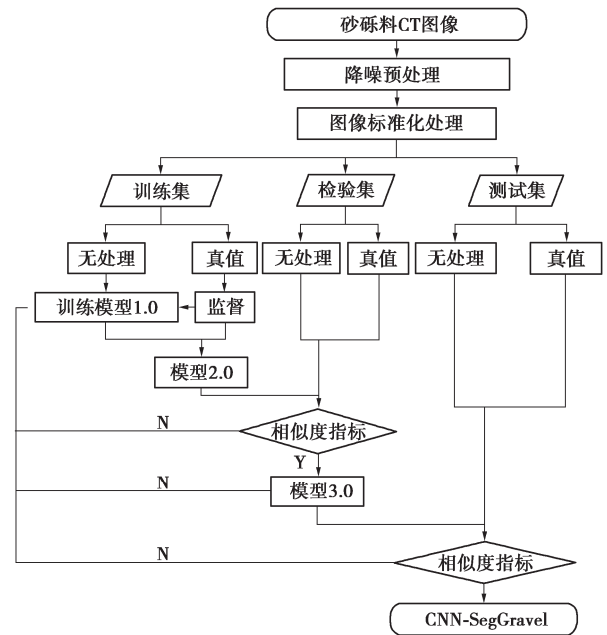 砂砾料CT图像
降噪预处理
图像标准化处理
训练集
检验集
测试集
无处理
真值
无处理
真值
无处理
真值
训练模型1.0
监督
模型2.0
N
相似度指标
Y
N
模型3.0
N
相似度指标
CNN-SegGravel